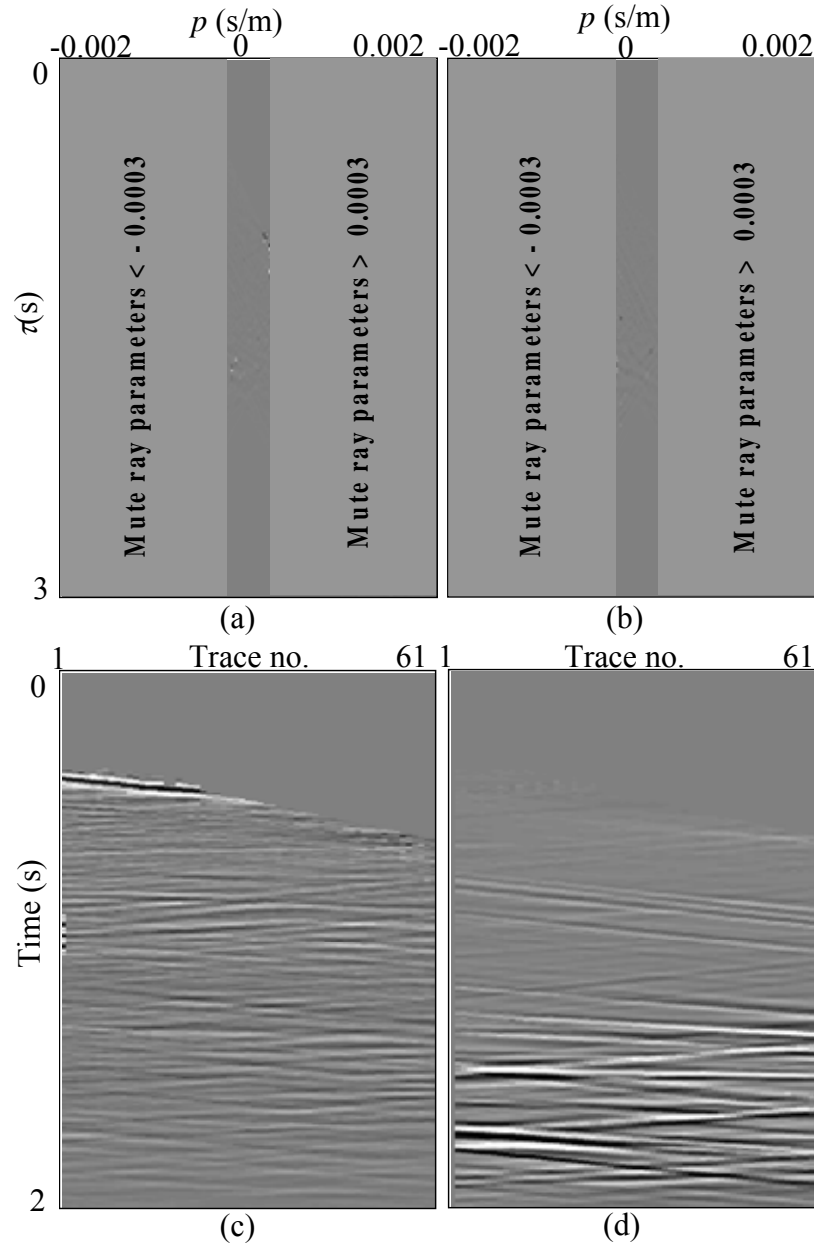 p (s/m)
-0.002 0 0.002
p (s/m)
-0.002 0 0.002
0
τ(s)
3
Mute ray parameters < - 0.0003
Mute ray parameters > 0.0003
Mute ray parameters < - 0.0003
Mute ray parameters > 0.0003
(a)
(b)
1 Trace no. 61
1 Trace no. 61
0
Time (s)
2
(c)
(d)